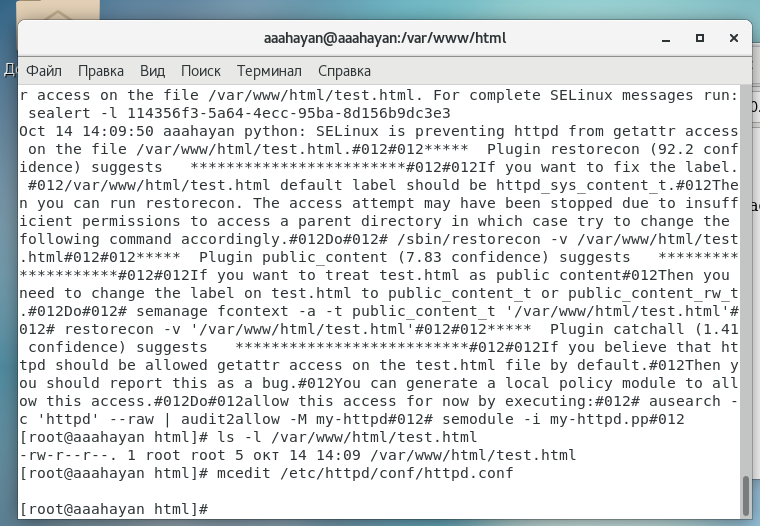 aaahayan@aaahayan:/var/www/html
Файл Правка Вид Поиск Терминал Справка
r access on the file /var/www/html/test.html. For complete SELinux messages run:
 sealert -l 114356f3-5a64-4ecc-95ba-8d156b9dc3e3
Oct 14 14:09:50 aaahayan python: SELinux is preventing httpd from getattr access
 on the file /var/www/html/test.html.#012#012*****  Plugin restorecon (92.2 conf
idence) suggests   ************************#012#012If you want to fix the label.
 #012/var/www/html/test.html default label should be httpd_sys_content_t.#012The
n you can run restorecon. The access attempt may have been stopped due to insuff
icient permissions to access a parent directory in which case try to change the
following command accordingly.#012Do#012# /sbin/restorecon -v /var/www/html/test
.html#012#012*****  Plugin public_content (7.83 confidence) suggests   *********
*******************#012#012If you want to treat test.html as public content#012Then you
need to change the label on test.html to public_content_t or public_content_rw_t
.#012Do#012# semanage fcontext -a -t public_content_t '/var/www/html/test.html'#
012# restorecon -v '/var/www/html/test.html'#012#012*****  Plugin catchall (1.41
 confidence) suggests   **************************#012#012If you believe that ht
tpd should be allowed getattr access on the test.html file by default.#012Then y
ou should report this as a bug.#012You can generate a local policy module to all
ow this access.#012Do#012allow this access for now by executing:#012# ausearch -
c 'httpd' --raw | audit2allow -M my-httpd#012# semodule -i my-httpd.pp#012
[root@aaahayan html]# ls -l /var/www/html/test.html
-rw-r--r--. 1 root root 5 окт 14 14:09 /var/www/html/test.html
[root@aaahayan html]# mcedit /etc/httpd/conf/httpd.conf
[root@aaahayan html]#